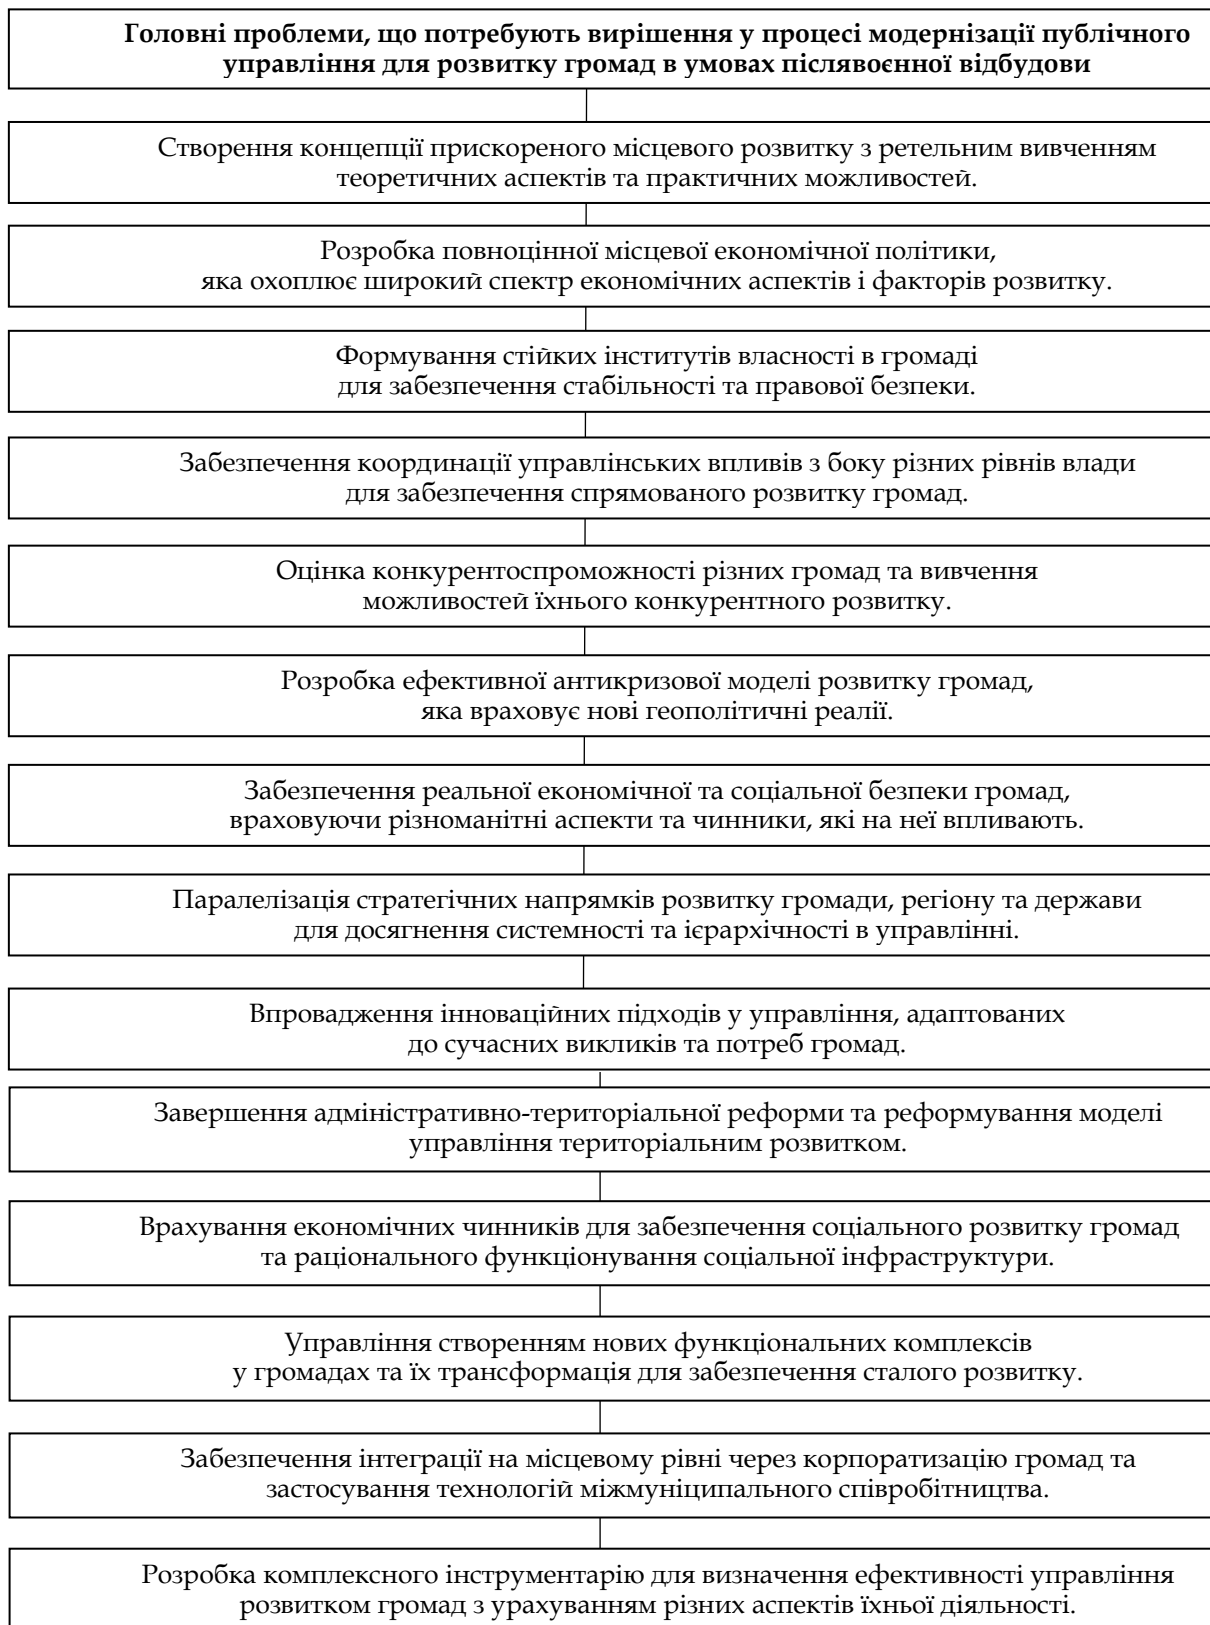 Головні проблеми, що потребують вирішення у процесі модернізації публічного
управління для розвитку громад в умовах післявоєнної відбудови
Створення концепції прискореного місцевого розвитку з ретельним вивченням
теоретичних аспектів та практичних можливостей.
Розробка повноцінної місцевої економічної політики,
яка охоплює широкий спектр економічних аспектів і факторів розвитку.
Формування стійких інститутів власності в громаді
для забезпечення стабільності та правової безпеки.
Забезпечення координації управлінських впливів з боку різних рівнів влади
для забезпечення спрямованого розвитку громад.
Оцінка конкурентоспроможності різних громад та вивчення
можливостей їхнього конкурентного розвитку.
Розробка ефективної антикризової моделі розвитку громад,
яка враховує нові геополітичні реалії.
Забезпечення реальної економічної та соціальної безпеки громад,
враховуючи різноманітні аспекти та чинники, які на неї впливають.
Паралелізація стратегічних напрямків розвитку громади, регіону та держави
для досягнення системності та ієрархічності в управлінні.
Впровадження інноваційних підходів у управління, адаптованих
до сучасних викликів та потреб громад.
Завершення адміністративно-територіальної реформи та реформування моделі
управління територіальним розвитком.
Врахування економічних чинників для забезпечення соціального розвитку громад
та раціонального функціонування соціальної інфраструктури.
Управління створенням нових функціональних комплексів
у громадах та їх трансформація для забезпечення сталого розвитку.
Забезпечення інтеграції на місцевому рівні через корпоратизацію громад та
застосування технологій міжмуніципального співробітництва.
Розробка комплексного інструментарію для визначення ефективності управління
розвитком громад з урахуванням різних аспектів їхньої діяльності.